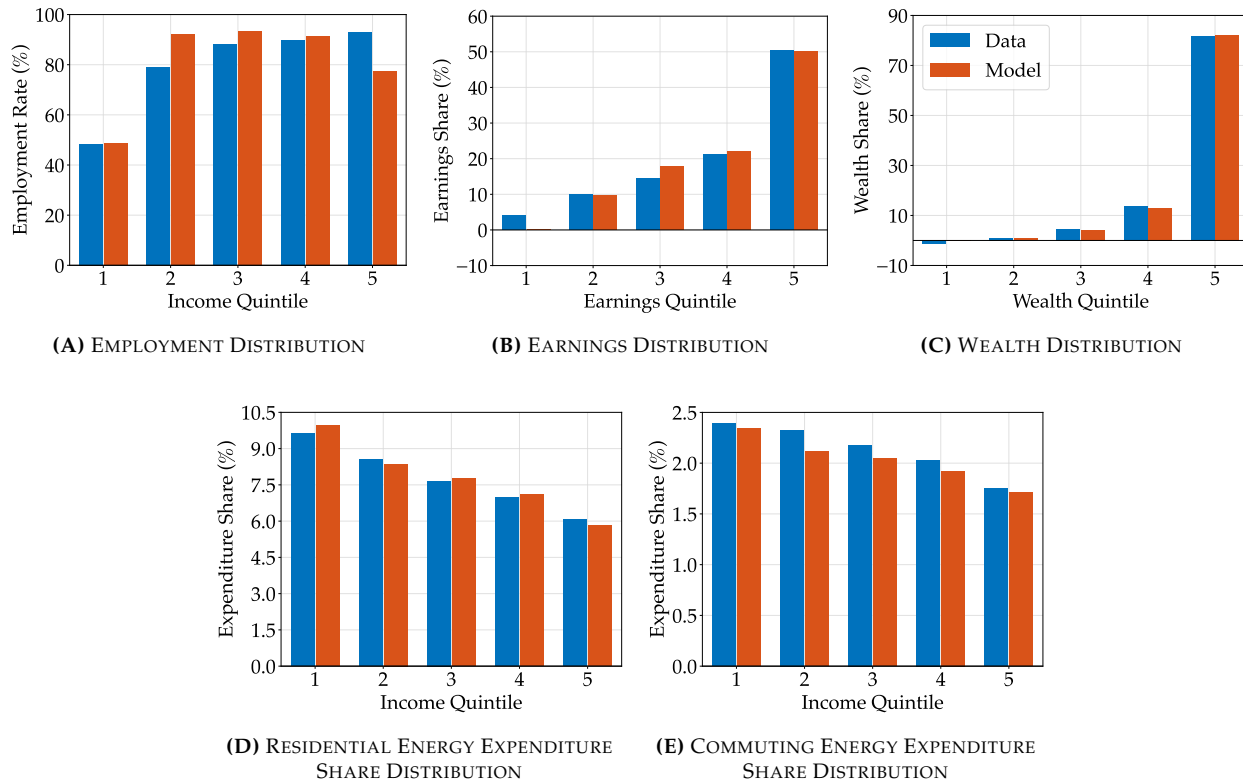 100
80
60
40
20
0
Employment Rate (%)
1 2 3 4 5
Income Quintile
(A) EMPLOYMENT DISTRIBUTION
60
50
40
30
20
10
0
−10
Earnings Share (%)
1 2 3 4 5
Earnings Quintile
(B) EARNINGS DISTRIBUTION
90
70
50
30
10
−10
Wealth Share (%)
Data
Model
1 2 3 4 5
Wealth Quintile
(C) WEALTH DISTRIBUTION
10.5
9.0
7.5
6.0
4.5
3.0
1.5
0.0
Expenditure Share (%)
1 2 3 4 5
Income Quintile
(D) RESIDENTIAL ENERGY EXPENDITURE
SHARE DISTRIBUTION
2.5
2.0
1.5
1.0
0.5
0.0
Expenditure Share (%)
1 2 3 4 5
Income Quintile
(E) COMMUTING ENERGY EXPENDITURE
SHARE DISTRIBUTION